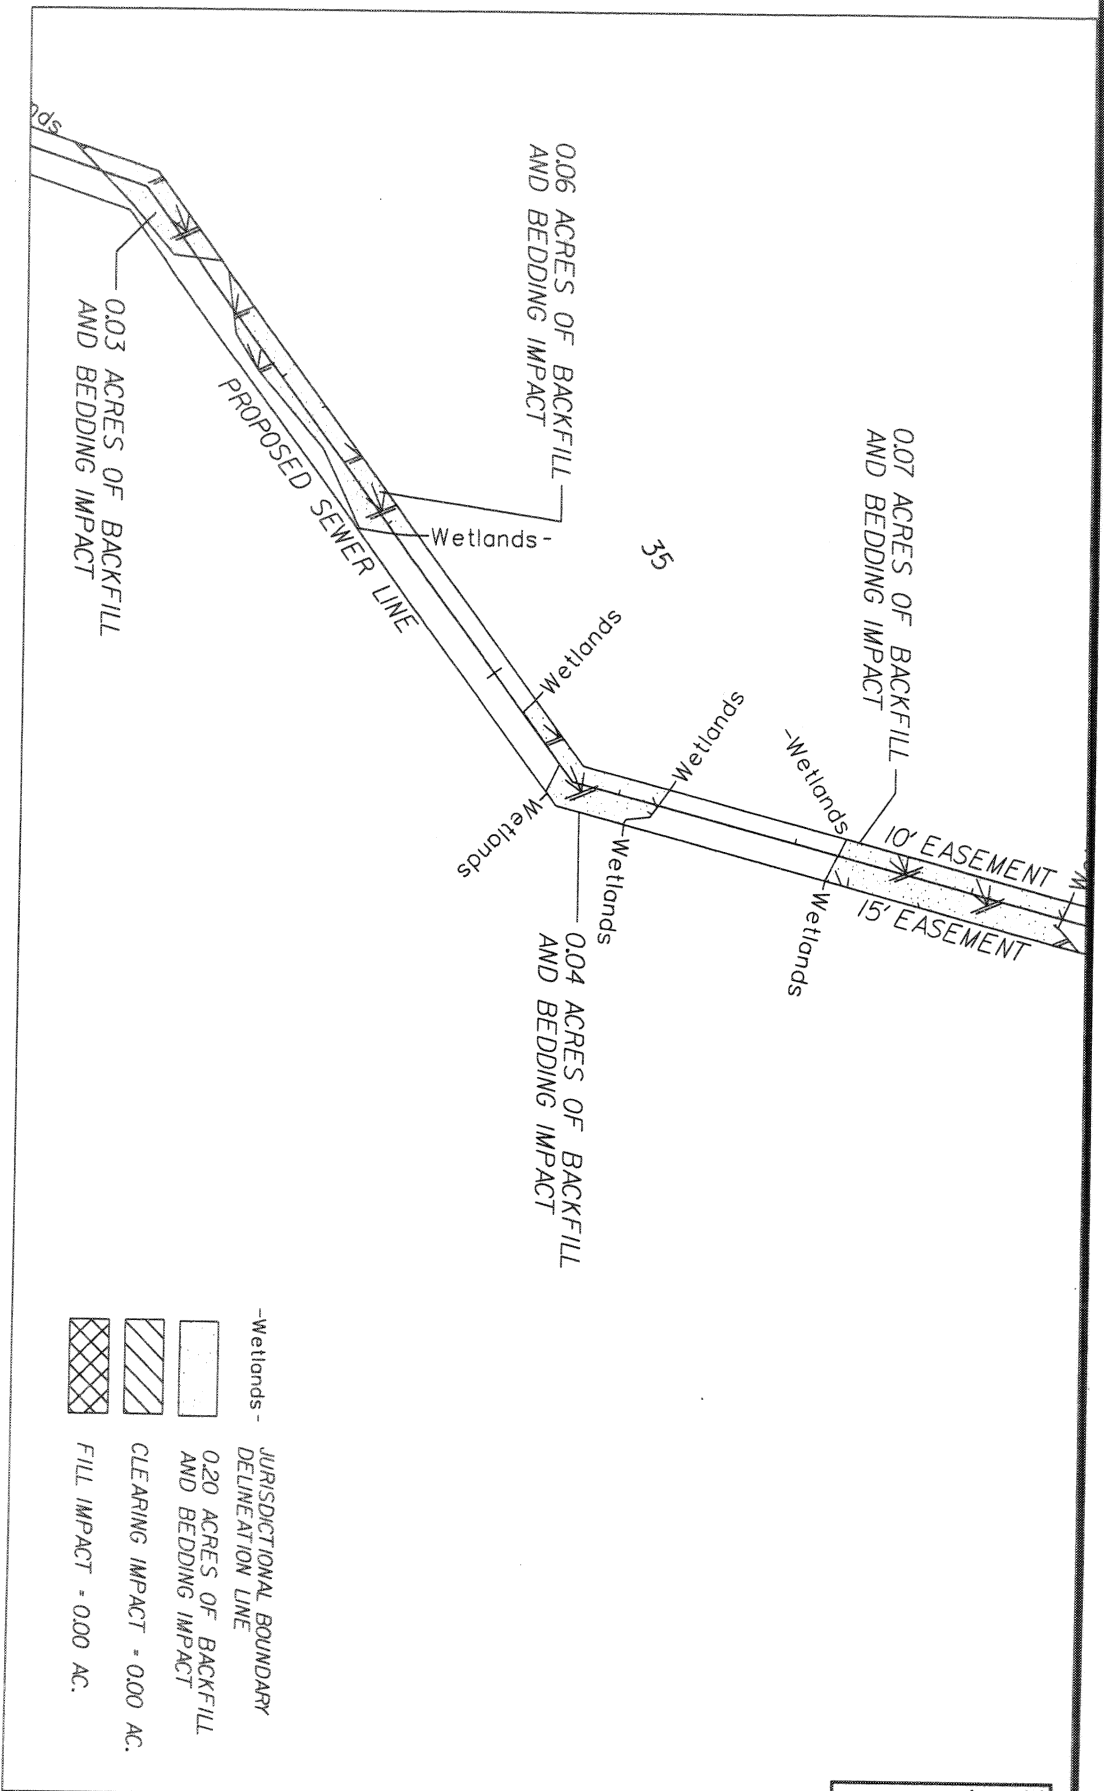 0.07 ACRES OF BACKFILL
AND BEDDING IMPACT
10' EASEMENT
15' EASEMENT
-Wetlands
-Wetlands
35
0.06 ACRES OF BACKFILL
AND BEDDING IMPACT
Wetlands
Wetlands
Wetlands
Wetlands
-Wetlands-
0.04 ACRES OF BACKFILL
AND BEDDING IMPACT
PROPOSED SEWER LINE
0.03 ACRES OF BACKFILL
AND BEDDING IMPACT
nds
-Wetlands- JURISDICTIONAL BOUNDARY
DELINEATION LINE
0.20 ACRES OF BACKFILL
AND BEDDING IMPACT
CLEARING IMPACT = 0.00 AC.
FILL IMPACT = 0.00 AC.